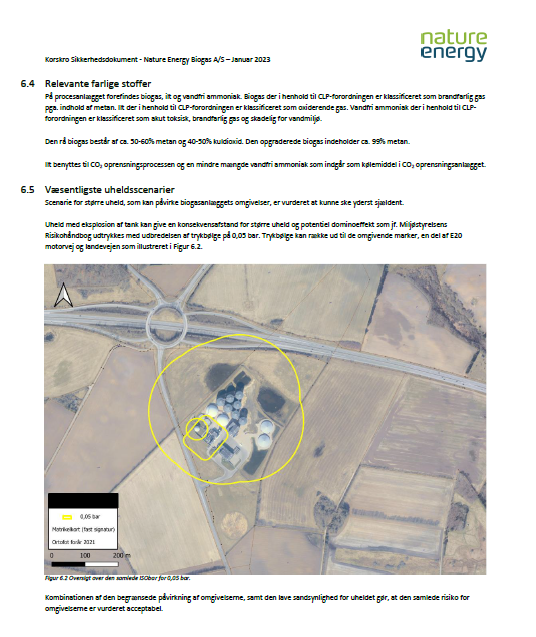 nature
energy
Korskro Sikkerhedsdokument - Nature Energy Biogas A/S – Januar 2023
6.4 Relevante farlige stoffer
På procesanlægget forefindes biogas, ilt og vandfri ammoniak. Biogas der i henhold til CLP-forordningen er klassificeret som brandfarlig gas
pga. indhold af metan. Ilt der i henhold til CLP-forordningen er klassificeret som oxiderende gas. Vandfri ammoniak der i henhold til CLP-
forordningen er klassificeret som akut toksisk, brandfarlig gas og skadelig for vandmiljø.
Den rå biogas består af ca. 50-60% metan og 40-50% kuldioxid. Den opgraderede biogas indeholder ca. 99% metan.
Ilt benyttes til CO₂ oprensningsprocessen og en mindre mængde vandfri ammoniak som indgår som kølemiddel i CO₂ oprensningsanlægget.
6.5 Væsentligste uheldsscenarier
Scenarie for større uheld, som kan påvirke biogasanlæggets omgivelser, er vurderet at kunne ske yderst sjældent.
Uheld med eksplosion af tank kan give en konsekvensafstand for større uheld og potentiel dominoeffekt som jf. Miljøstyrelsens
Risikohåndbog udtrykkes med udbredelsen af trykbølge på 0,05 bar. Trykbølge kan række ud til de omgivende marker, en del af E20
motorvej og landevejen som illustreret i Figur 6.2.
0,05 bar
Matrikelkort (fast signatur)
Ortofot forår 2021
0 100 200 m
Figur 6.2 Oversigt over den samlede ISObar for 0,05 bar.
Kombinationen af den begrænsede påvirkning af omgivelserne, samt den lave sandsynlighed for uheldet gør, at den samlede risiko for
omgivelserne er vurderet acceptabel.